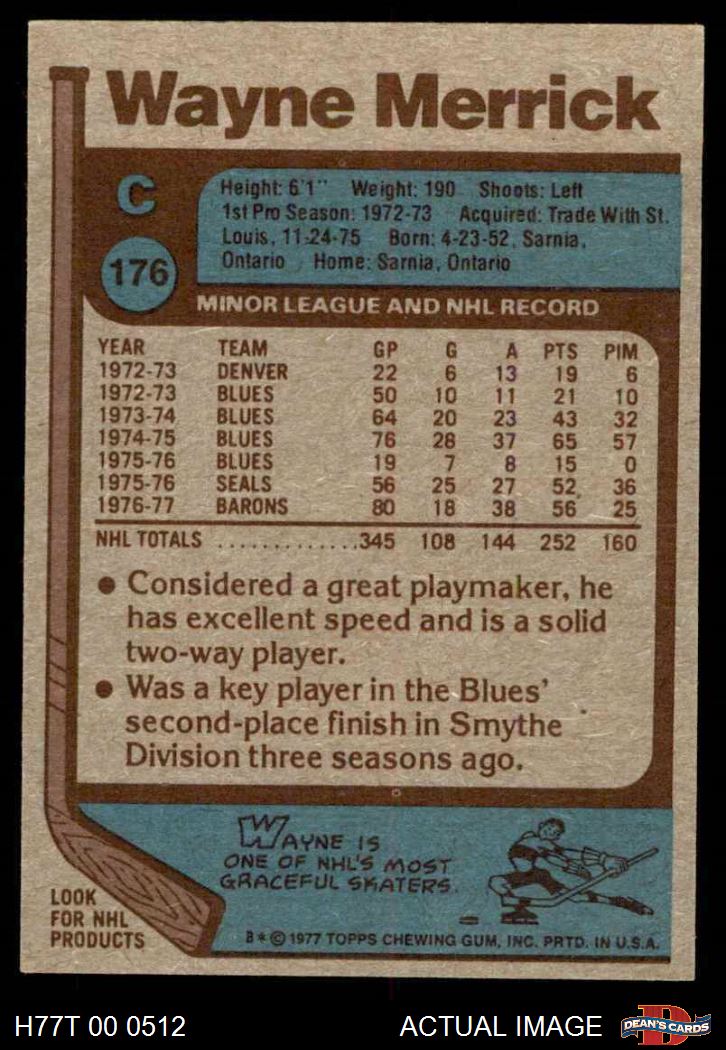 Wayne Merrick
C
176
Height: 6'1" Weight: 190 Shoots: Left
1st Pro Season: 1972-73 Acquired: Trade With St.
Louis, 11-24-75 Born: 4-23-52, Sarnia,
Ontario Home: Sarnia, Ontario
MINOR LEAGUE AND NHL RECORD
YEAR TEAM GP G A PTS PIM
1972-73 DENVER 22 6 13 19 6
1972-73 BLUES 50 10 11 21 10
1973-74 BLUES 64 20 23 43 32
1974-75 BLUES 76 28 37 65 57
1975-76 BLUES 19 7 8 15 0
1975-76 SEALS 56 25 27 52 36
1976-77 BARONS 80 18 38 56 25
NHL TOTALS ..............345 108 144 252 160
● Considered a great playmaker, he
has excellent speed and is a solid
two-way player.
● Was a key player in the Blues'
second-place finish in Smythe
Division three seasons ago.
WAYNE IS
ONE OF NHL'S MOST
GRACEFUL SKATERS.
LOOK
FOR NHL
PRODUCTS
B * © 1977 TOPPS CHEWING GUM, INC. PRTD. IN U.S.A.
H77T 00 0512
ACTUAL IMAGE
D
DEAN'S CARDS